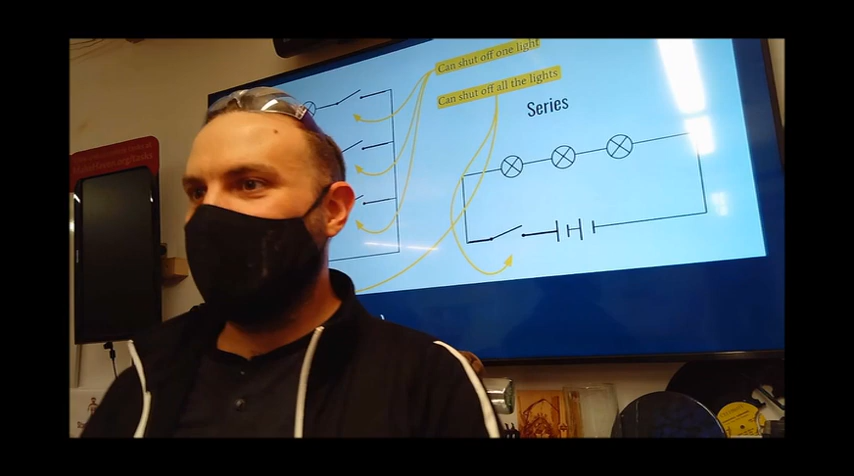 Can shut off one light
Can shut off all the lights
Series